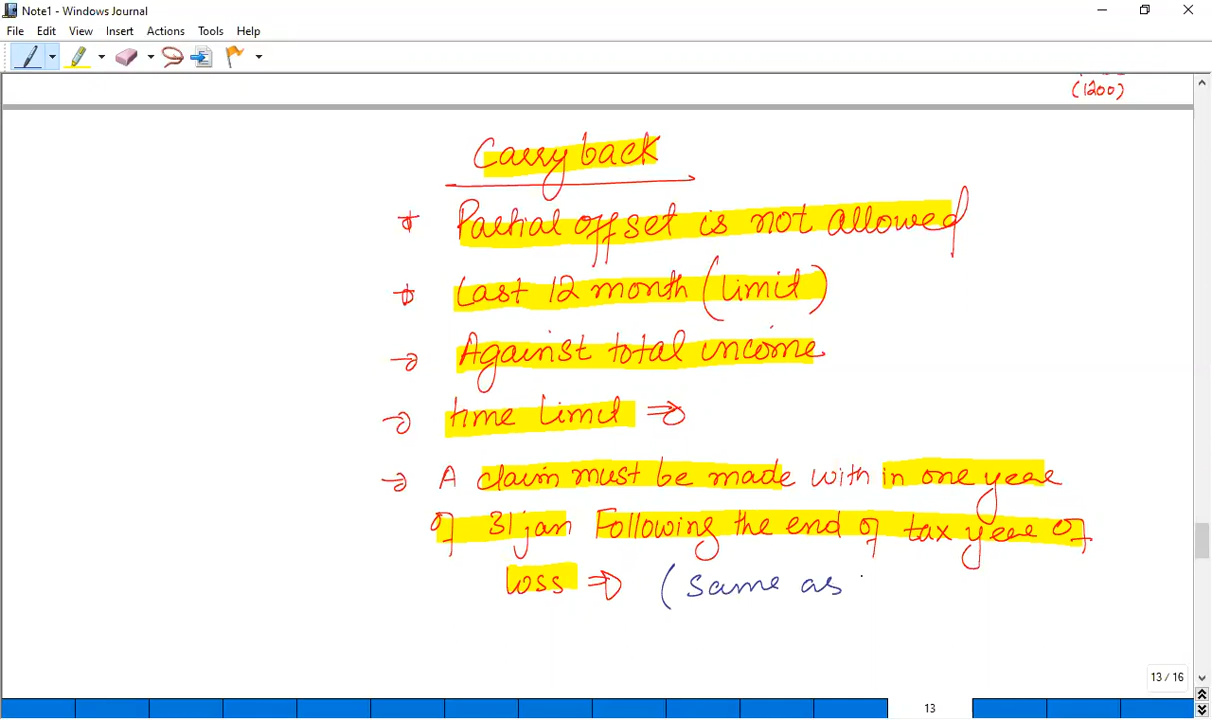 Note1 - Windows Journal
File Edit View Insert Actions Tools Help
(1200)
Carry back
Partial offset is not allowed
Last 12 month (limit)
→ Against total income
→ time limit ⇒
→ A claim must be made with in one year
of 31 jan Following the end of tax year of
loss ⇒ (same as
13 / 16
13